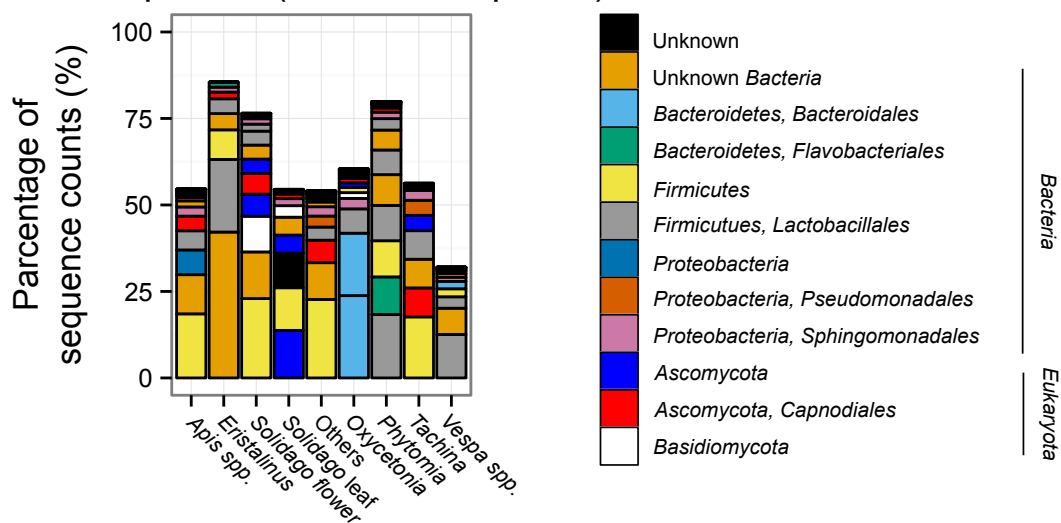 100
75
50
25
0
Parcentage of
sequence counts (%)
Apis spp.
Eristalinus
Solidago flower
Solidago leaf
Others
Oxycetonia
Phytomia
Tachina
Vespa spp.
Unknown
Unknown Bacteria
Bacteroidetes, Bacteroidales
Bacteroidetes, Flavobacteriales
Firmicutes
Firmicutues, Lactobacillales
Proteobacteria
Proteobacteria, Pseudomonadales
Proteobacteria, Sphingomonadales
Ascomycota
Ascomycota, Capnodiales
Basidiomycota
Bacteria
Eukaryota